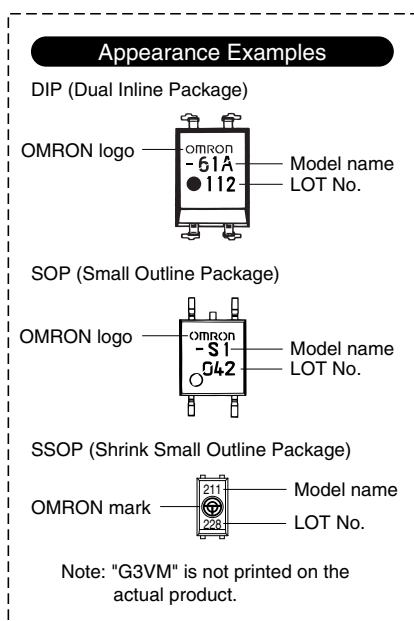 Appearance Examples
DIP (Dual Inline Package)
OMRON logo
OMRON
-61A
112
Model name
LOT No.
SOP (Small Outline Package)
OMRON logo
OMRON
-S1
042
Model name
LOT No.
SSOP (Shrink Small Outline Package)
OMRON mark
211
228
Model name
LOT No.
Note: "G3VM" is not printed on the
actual product.